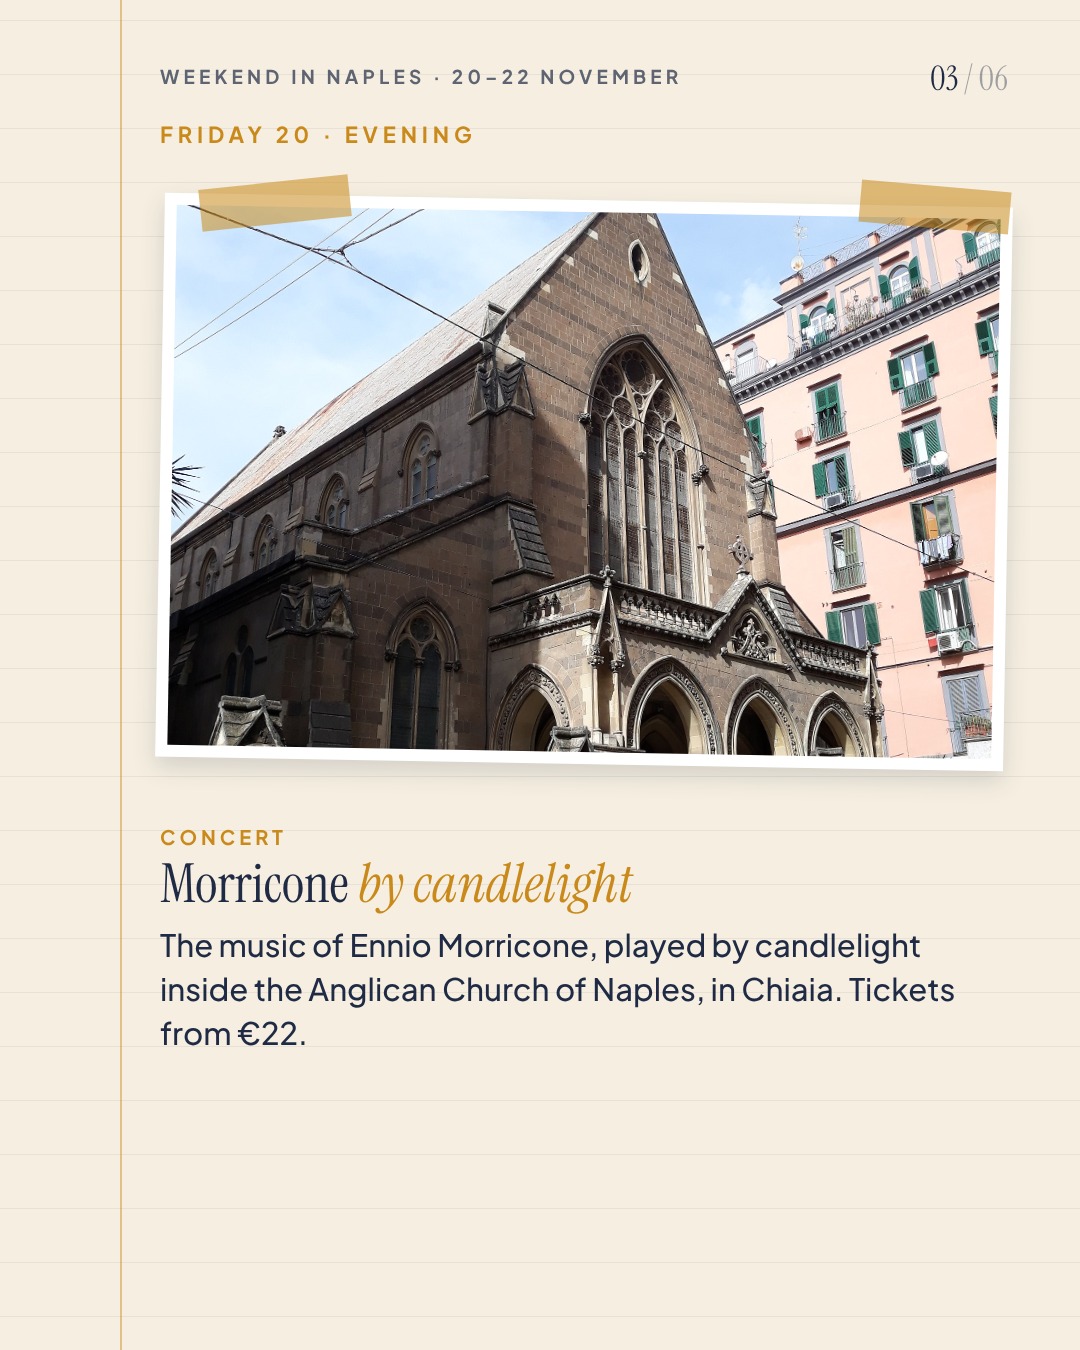 WEEKEND IN NAPLES · 20–22 NOVEMBER
03 / 06
FRIDAY 20 · EVENING
CONCERT
Morricone by candlelight
The music of Ennio Morricone, played by candlelight
inside the Anglican Church of Naples, in Chiaia. Tickets
from €22.